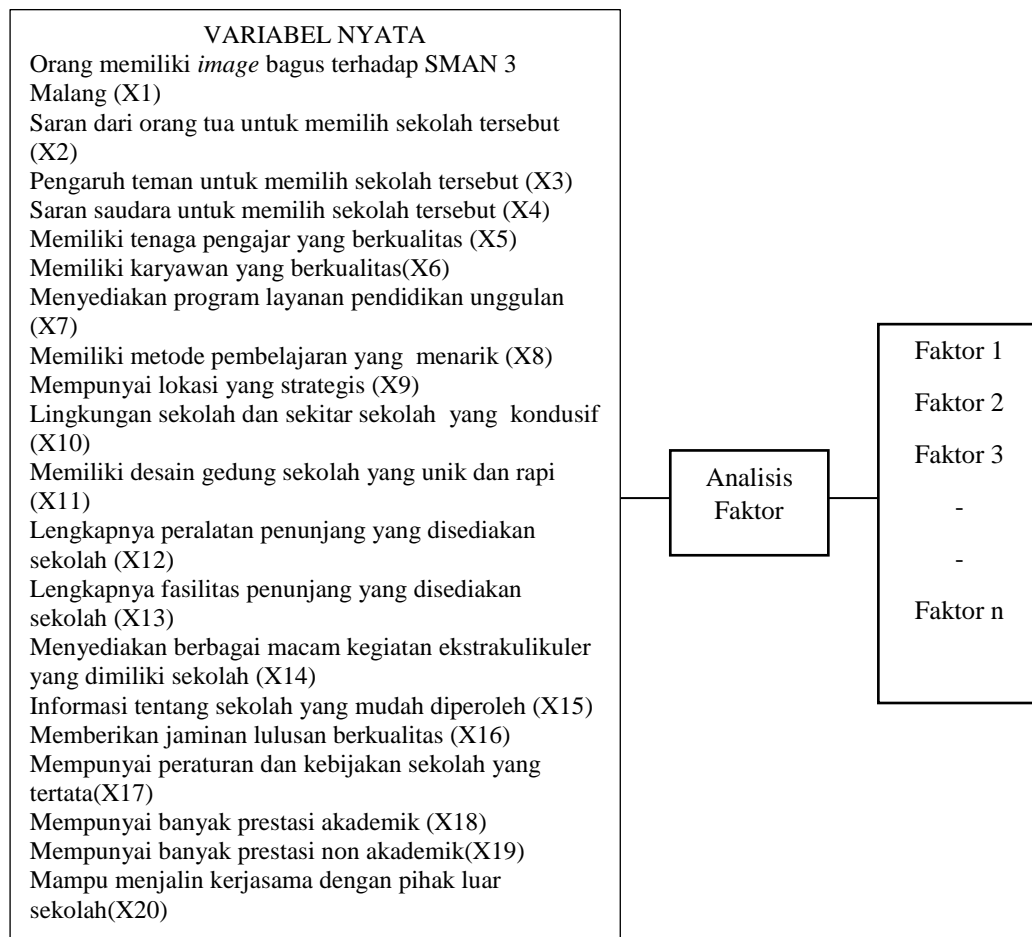 VARIABEL NYATA
Orang memiliki image bagus terhadap SMAN 3
Malang (X1)
Saran dari orang tua untuk memilih sekolah tersebut
(X2)
Pengaruh teman untuk memilih sekolah tersebut (X3)
Saran saudara untuk memilih sekolah tersebut (X4)
Memiliki tenaga pengajar yang berkualitas (X5)
Memiliki karyawan yang berkualitas(X6)
Menyediakan program layanan pendidikan unggulan
(X7)
Memiliki metode pembelajaran yang menarik (X8)
Mempunyai lokasi yang strategis (X9)
Lingkungan sekolah dan sekitar sekolah yang kondusif
(X10)
Memiliki desain gedung sekolah yang unik dan rapi
(X11)
Lengkapnya peralatan penunjang yang disediakan
sekolah (X12)
Lengkapnya fasilitas penunjang yang disediakan
sekolah (X13)
Menyediakan berbagai macam kegiatan ekstrakulikuler
yang dimiliki sekolah (X14)
Informasi tentang sekolah yang mudah diperoleh (X15)
Memberikan jaminan lulusan berkualitas (X16)
Mempunyai peraturan dan kebijakan sekolah yang
tertata(X17)
Mempunyai banyak prestasi akademik (X18)
Mempunyai banyak prestasi non akademik(X19)
Mampu menjalin kerjasama dengan pihak luar
sekolah(X20)
Analisis
Faktor
Faktor 1
Faktor 2
Faktor 3
-
-
Faktor n